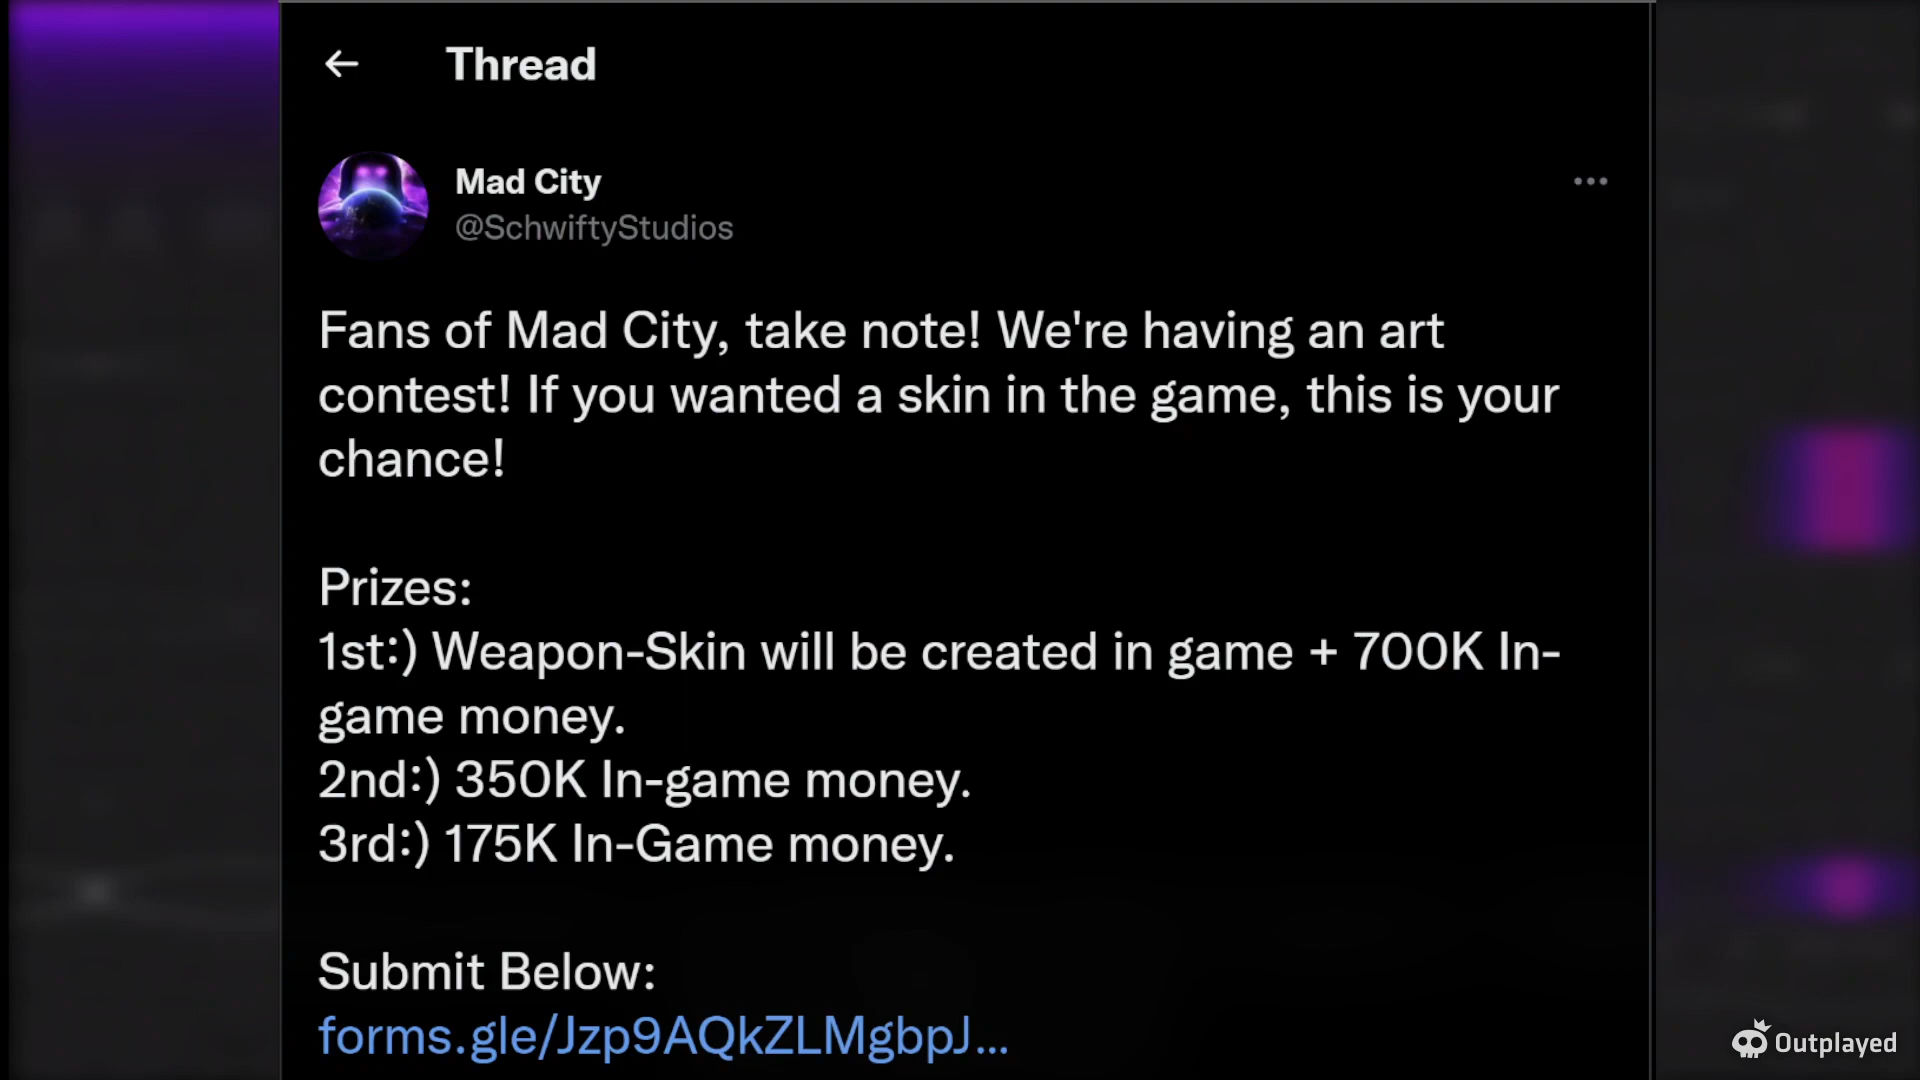 Thread
Mad City
@SchwiftyStudios
Fans of Mad City, take note! We're having an art
contest! If you wanted a skin in the game, this is your
chance!
Prizes:
1st:) Weapon-Skin will be created in game + 700K In-
game money.
2nd:) 350K In-game money.
3rd:) 175K In-Game money.
Submit Below:
forms.gle/Jzp9AQkZLMgbpJ...
Outplayed